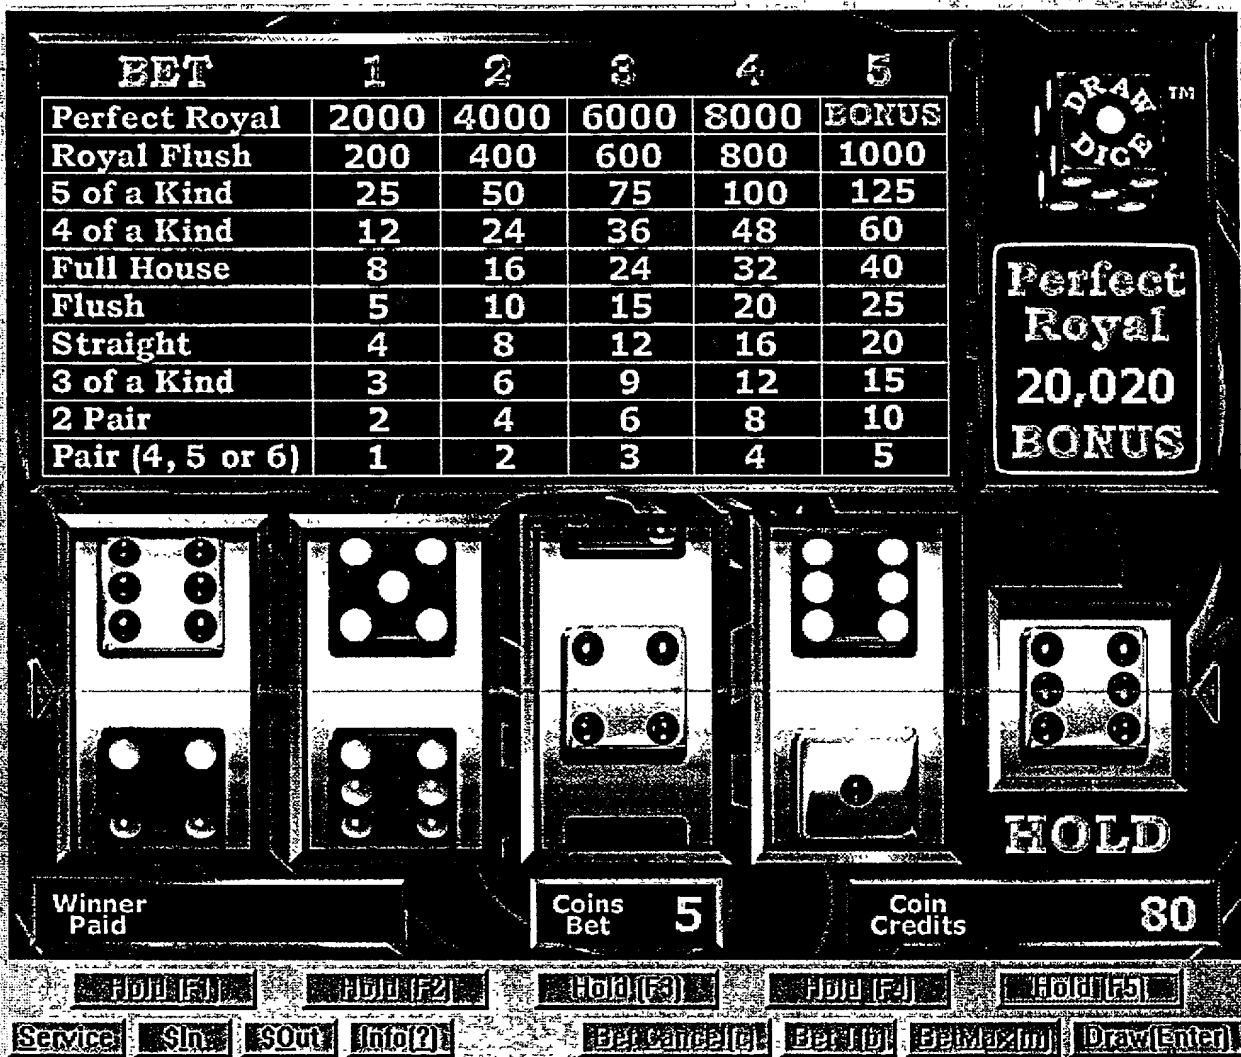 BET 1 2 3 4 5
Perfect Royal 2000 4000 6000 8000 BONUS
Royal Flush 200 400 600 800 1000
5 of a Kind 25 50 75 100 125
4 of a Kind 12 24 36 48 60
Full House 8 16 24 32 40
Flush 5 10 15 20 25
Straight 4 8 12 16 20
3 of a Kind 3 6 9 12 15
2 Pair 2 4 6 8 10
Pair (4, 5 or 6) 1 2 3 4 5
DRAW DICE TM
Perfect
Royal
20,020
BONUS
HOLD
Winner
Paid
Coins
Bet 5
Coin
Credits 80
Hold (F1) Hold (F2) Hold (F3) Hold (F4) Hold (F5)
Service $In $Out Info(?) Bet Cancel(c) Bet 1(b) BetMax(m) Draw(Enter)